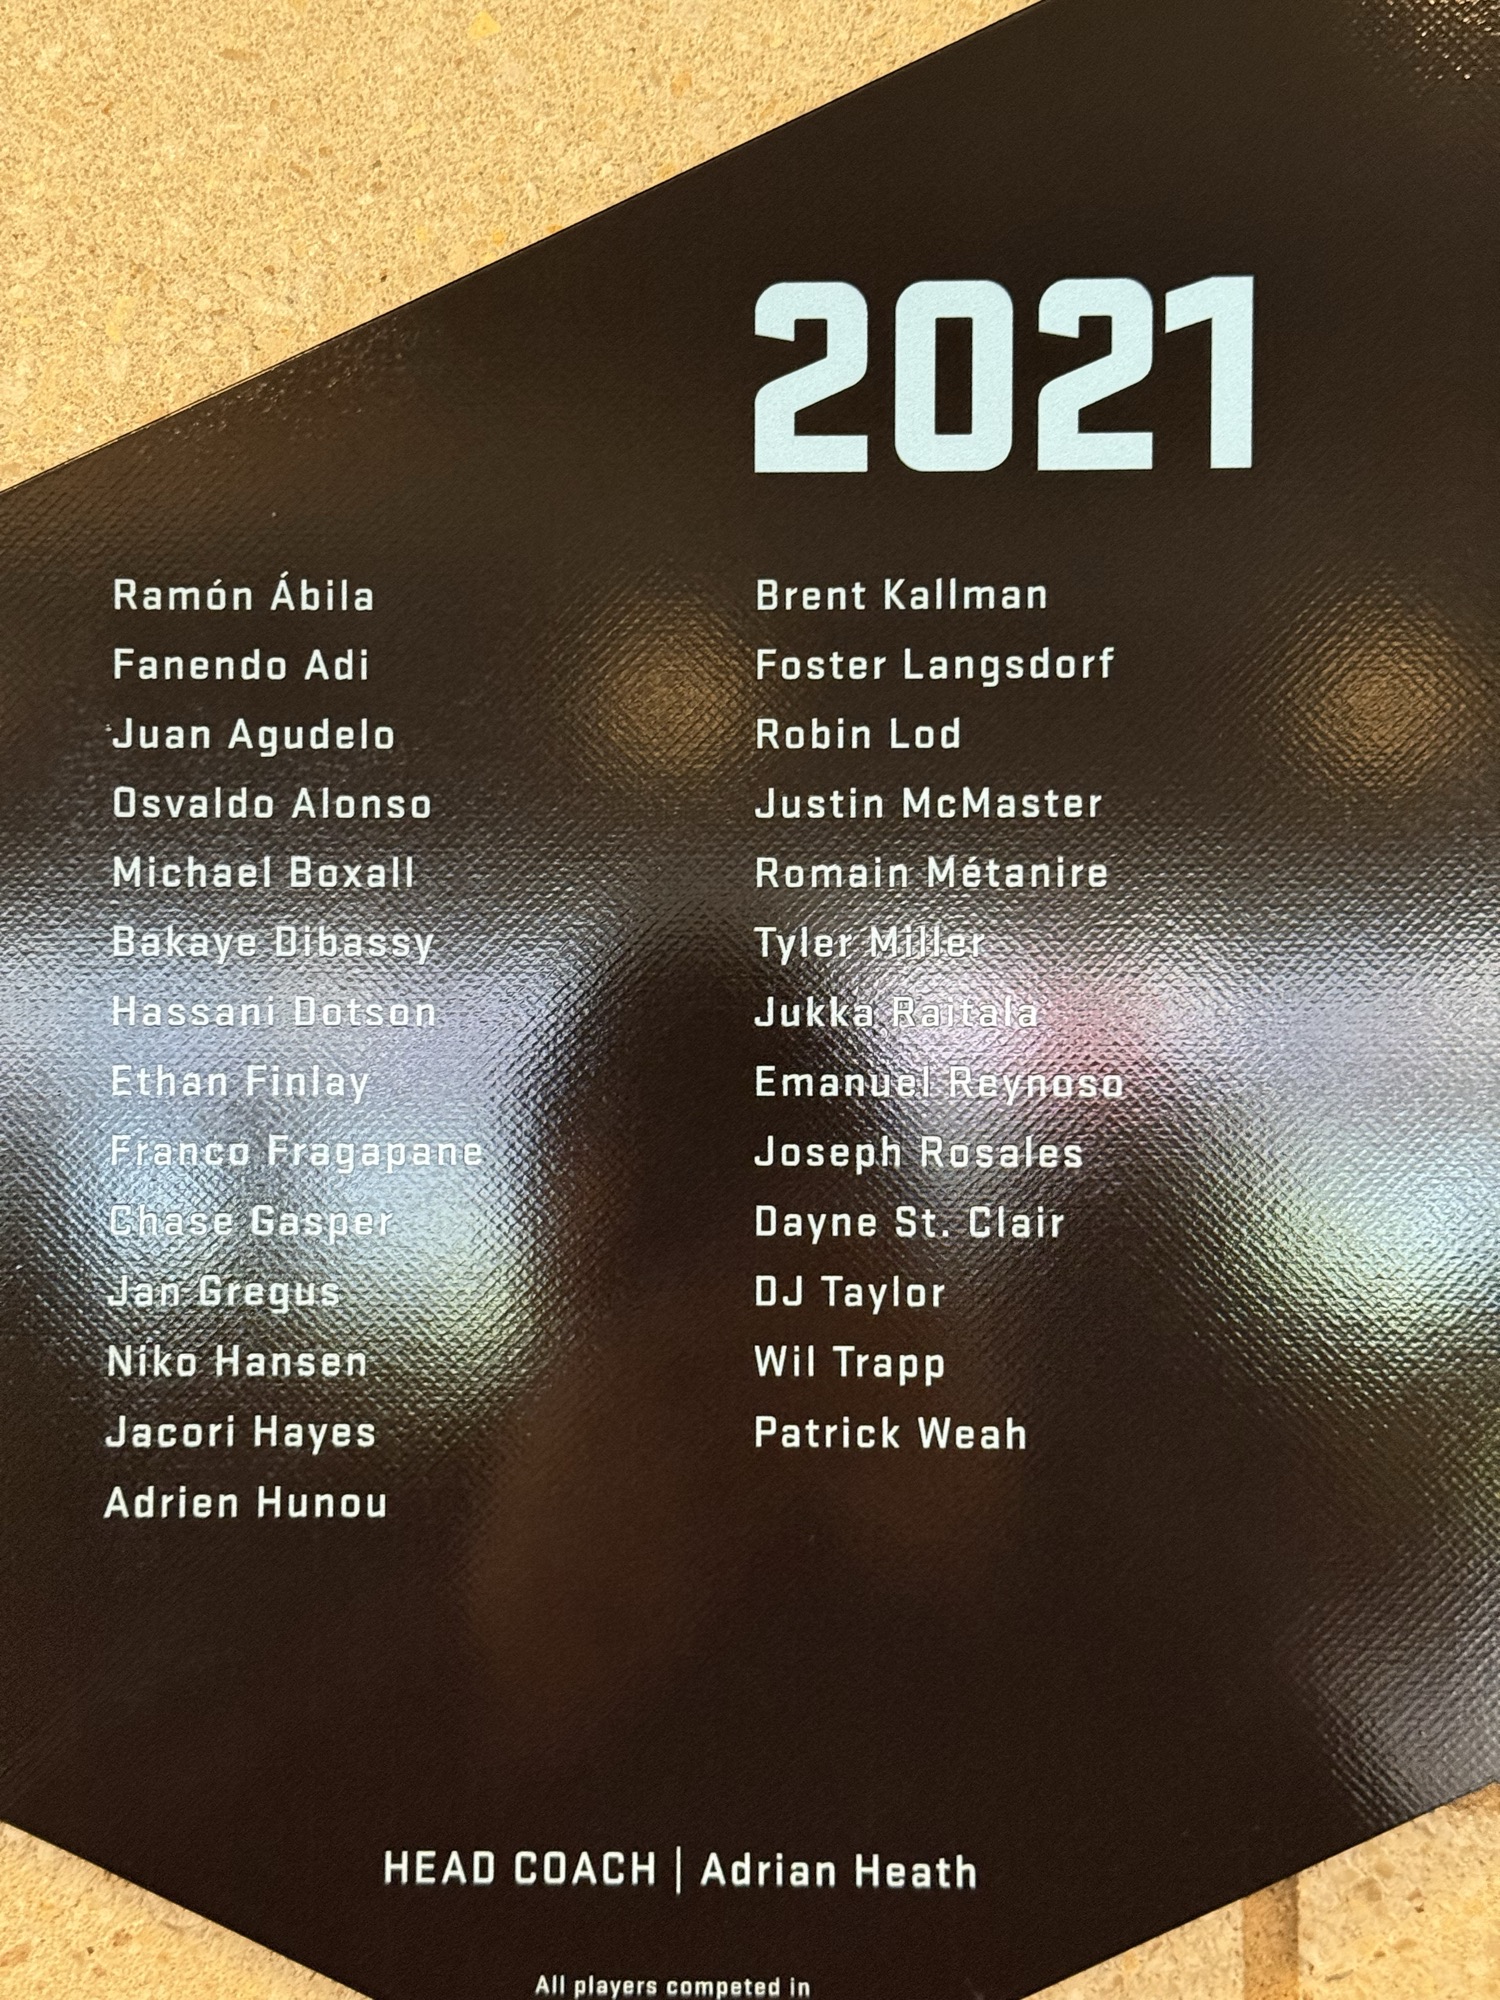 2021
Ramón Ábila
Fanendo Adi
Juan Agudelo
Osvaldo Alonso
Michael Boxall
Bakaye Dibassy
Hassani Dotson
Ethan Finlay
Franco Fragapane
Chase Gasper
Jan Gregus
Niko Hansen
Jacori Hayes
Adrien Hunou
Brent Kallman
Foster Langsdorf
Robin Lod
Justin McMaster
Romain Métanire
Tyler Miller
Jukka Raitala
Emanuel Reynoso
Joseph Rosales
Dayne St. Clair
DJ Taylor
Wil Trapp
Patrick Weah
HEAD COACH | Adrian Heath
All players competed in